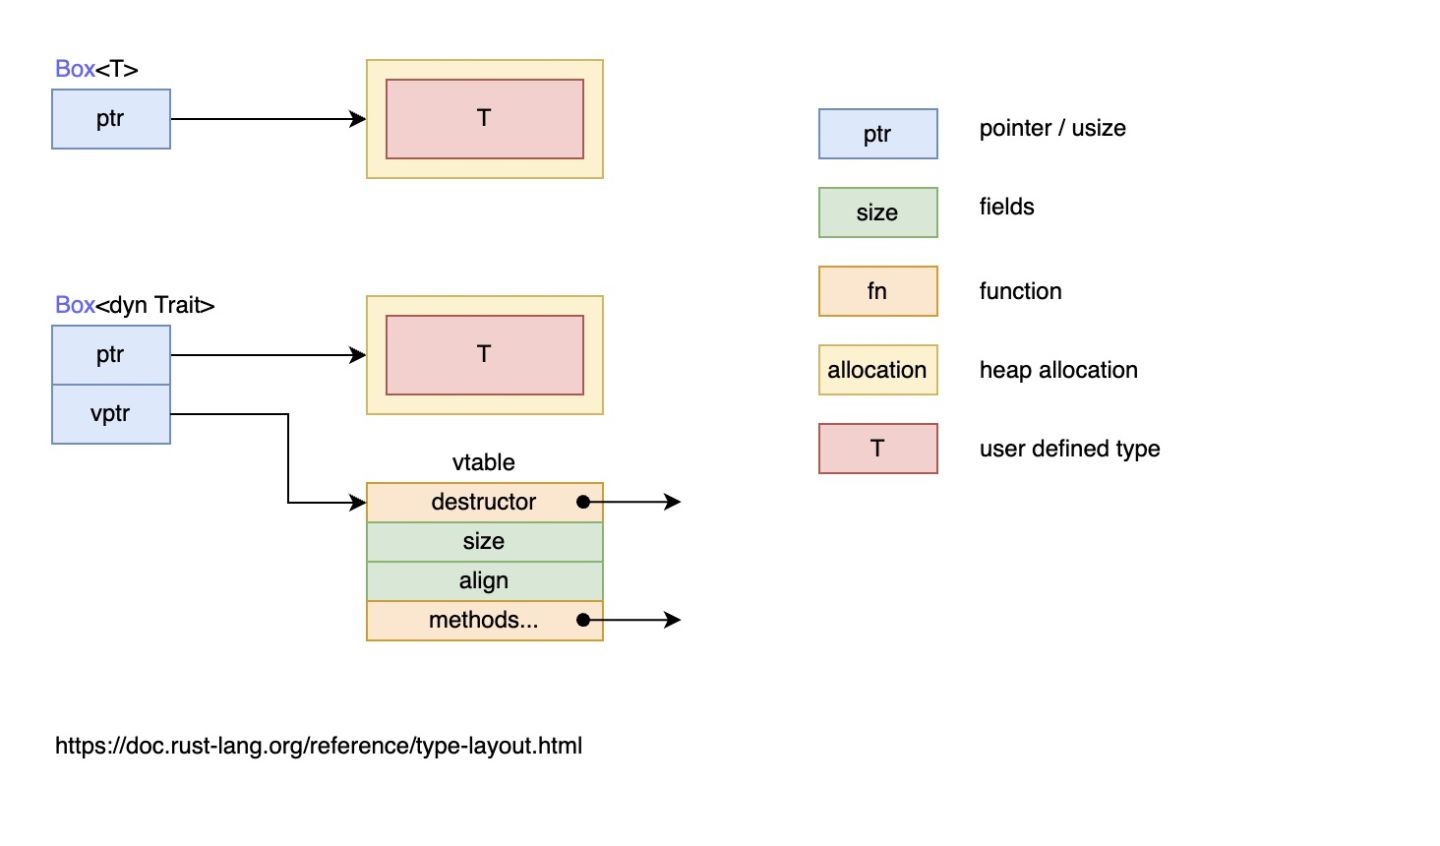 Box<T>
ptr
T
Box<dyn Trait>
ptr
T
vptr
vtable
destructor
size
align
methods...
https://doc.rust-lang.org/reference/type-layout.html
ptr
pointer / usize
size
fields
fn
function
allocation
heap allocation
T
user defined type